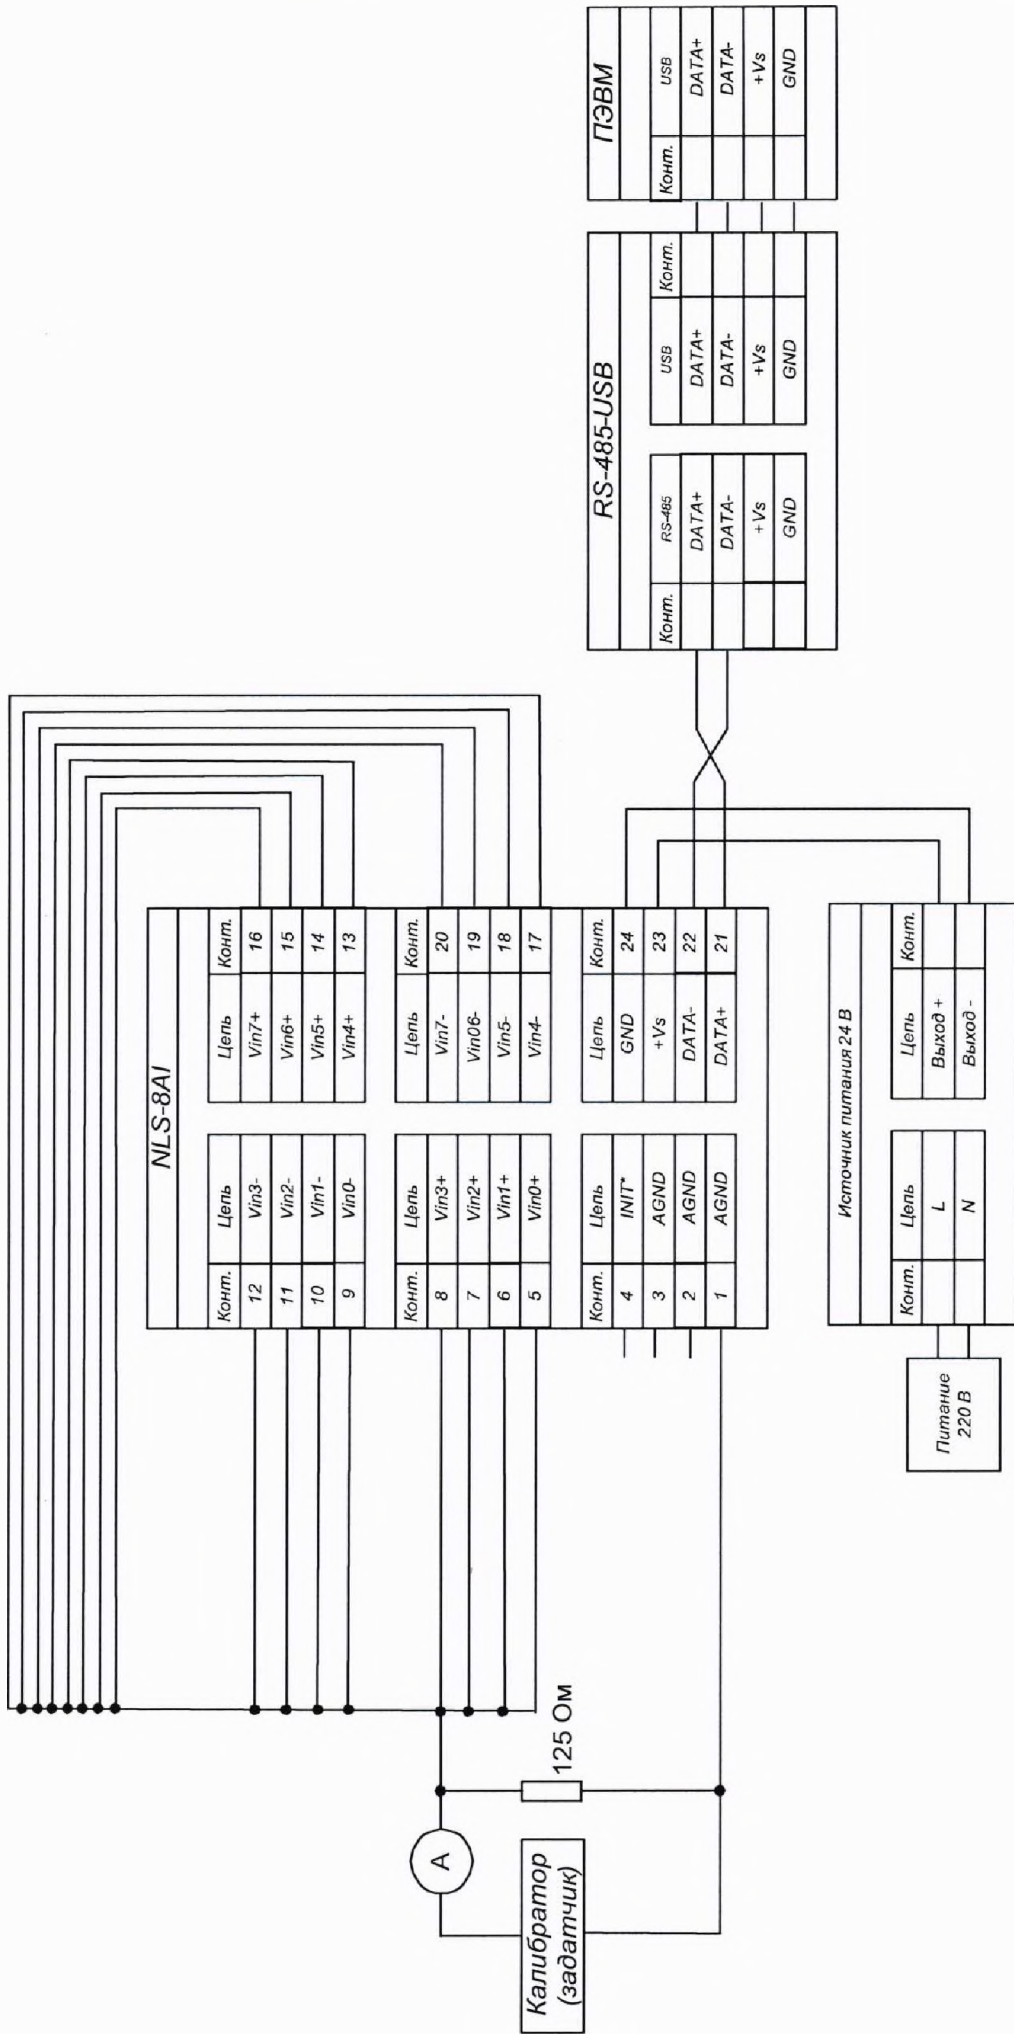 NLS-8AI
Конт.
Цепь
12
Vin3-
11
Vin2-
10
Vin1-
9
Vin0-
Конт.
Цепь
8
Vin3+
7
Vin2+
6
Vin1+
5
Vin0+
Конт.
Цепь
4
INIT*
3
AGND
2
AGND
1
AGND
Цепь
Конт.
Vin7+
16
Vin6+
15
Vin5+
14
Vin4+
13
Цепь
Конт.
Vin7-
20
Vin06-
19
Vin5-
18
Vin4-
17
Цепь
Конт.
GND
24
+Vs
23
DATA-
22
DATA+
21
A
125 Ом
Калибратор
(задатчик)
RS-485-USB
Конт.
RS-485
DATA+
DATA-
+Vs
GND
USB
Конт.
DATA+
DATA-
+Vs
GND
ПЭВМ
Конт.
USB
DATA+
DATA-
+Vs
GND
Питание
220 В
Источник питания 24 В
Конт.
Цепь
L
N
Цепь
Конт.
Выход +
Выход -